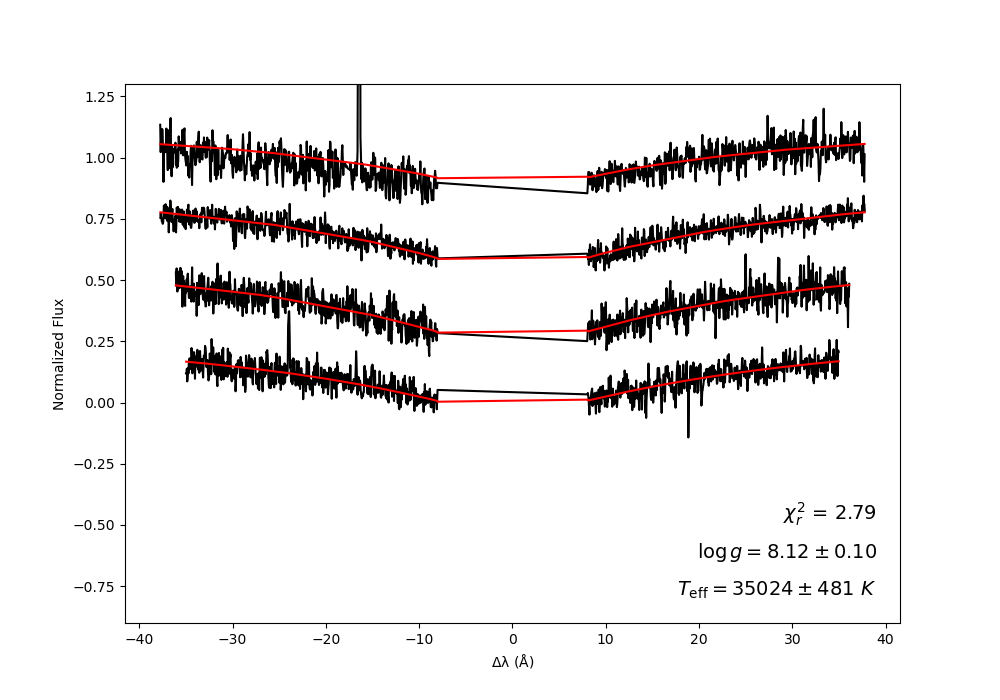 1.25
1.00
0.75
0.50
0.25
0.00
−0.25
−0.50
−0.75
Normalized Flux
χ²ᵣ = 2.79
log g = 8.12 ± 0.10
T_eff = 35024 ± 481 K
−40 −30 −20 −10 0 10 20 30 40
Δλ (Å)